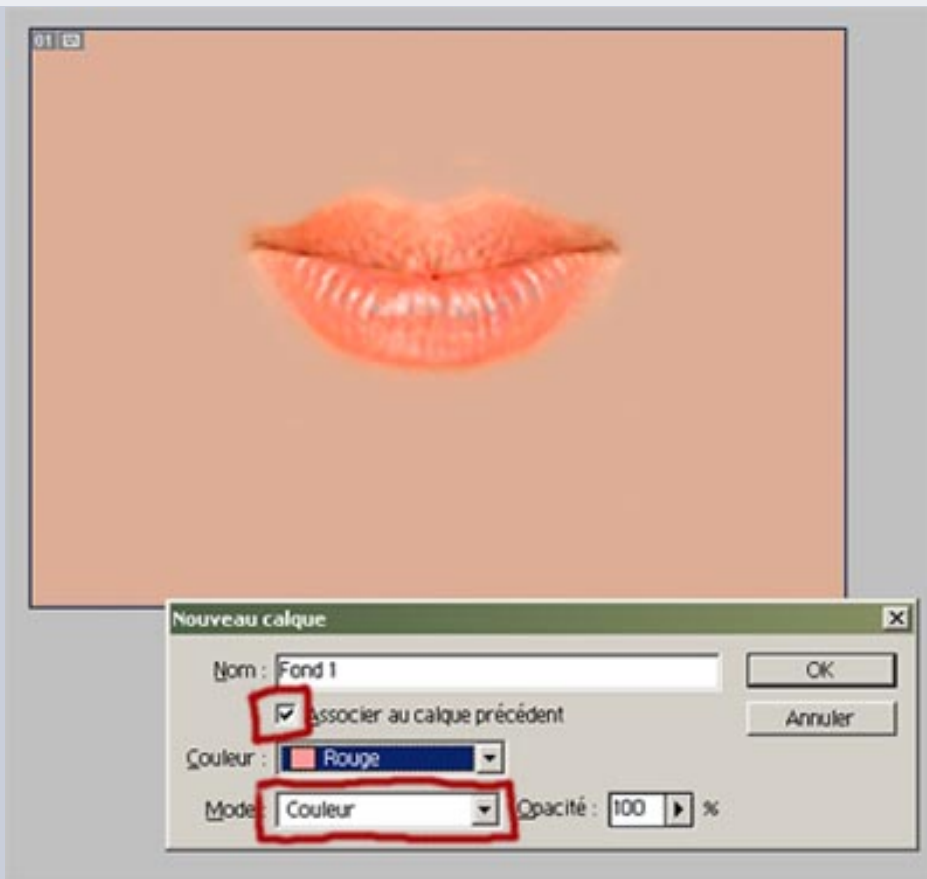 01
Nouveau calque
Nom : Fond 1
OK
Associer au calque précédent
Annuler
Couleur : Rouge
Mode : Couleur
Opacité : 100 %